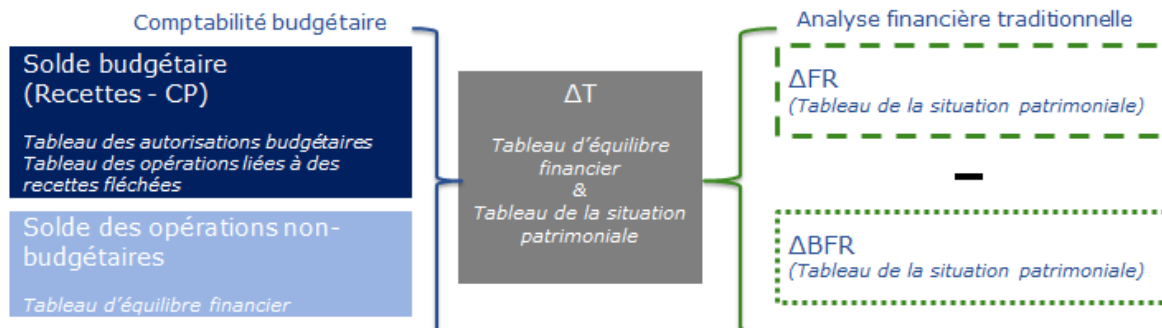 Comptabilité budgétaire
Solde budgétaire
(Recettes - CP)
Tableau des autorisations budgétaires
Tableau des opérations liées à des
recettes fléchées
Solde des opérations non-
budgétaires
Tableau d'équilibre financier
ΔT
Tableau d'équilibre
financier
&
Tableau de la situation
patrimoniale
Analyse financière traditionnelle
ΔFR
(Tableau de la situation patrimoniale)
–
ΔBFR
(Tableau de la situation patrimoniale)